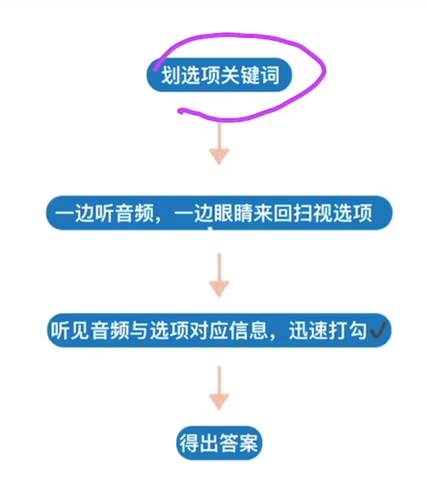 划选项关键词
一边听音频，一边眼睛来回扫视选项
听见音频与选项对应信息，迅速打勾✔
得出答案